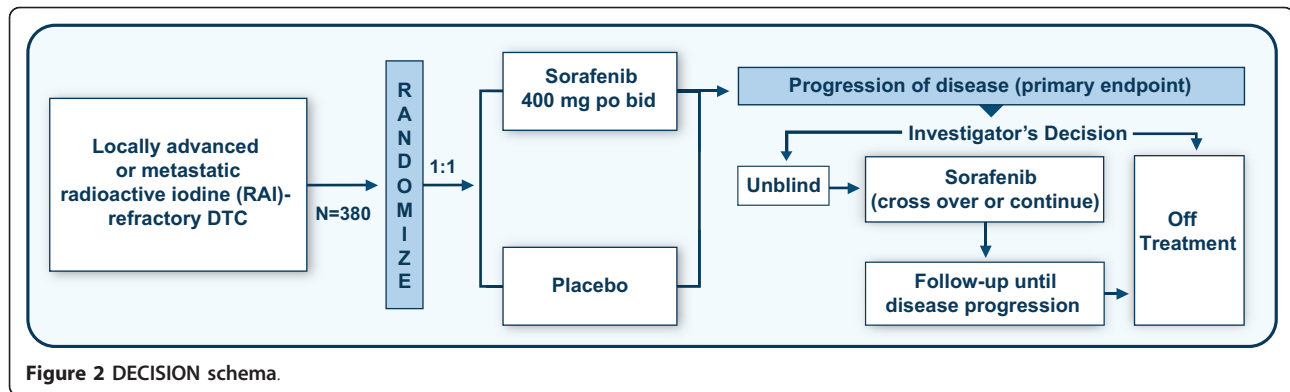 Locally advanced
or metastatic
radioactive iodine (RAI)-
refractory DTC
N=380
RANDOMIZE
1:1
Sorafenib
400 mg po bid
Placebo
Progression of disease (primary endpoint)
Investigator's Decision
Unblind
Sorafenib
(cross over or continue)
Follow-up until
disease progression
Off
Treatment
Figure 2 DECISION schema.